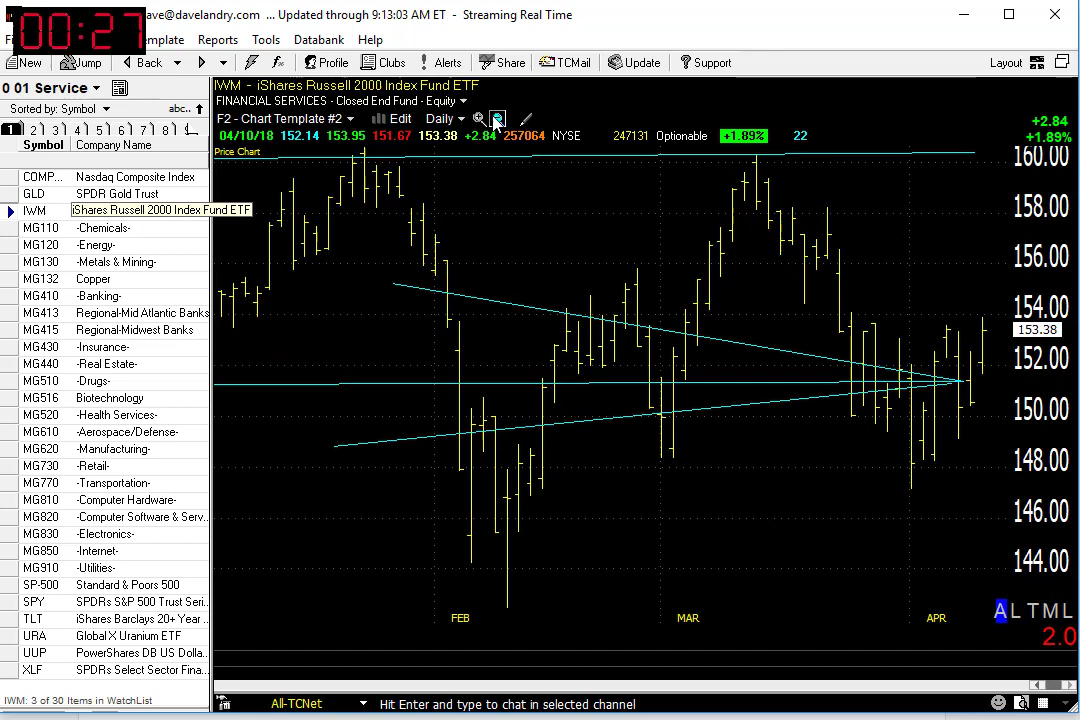 00:27
ave@davelandry.com ... Updated through 9:13:03 AM ET - Streaming Real Time
emplate Reports Tools Databank Help
New Jump Back Profile Clubs Alerts Share TCMail Update Support Layout
0 01 Service
Sorted by: Symbol abc..
1 2 3 4 5 6 7 8
Symbol Company Name
COMP... Nasdaq Composite Index
GLD SPDR Gold Trust
IWM iShares Russell 2000 Index Fund ETF
MG110 -Chemicals-
MG120 -Energy-
MG130 -Metals & Mining-
MG132 Copper
MG410 -Banking-
MG413 Regional-Mid Atlantic Banks
MG415 Regional-Midwest Banks
MG430 -Insurance-
MG440 -Real Estate-
MG510 -Drugs-
MG516 Biotechnology
MG520 -Health Services-
MG610 -Aerospace/Defense-
MG620 -Manufacturing-
MG730 -Retail-
MG770 -Transportation-
MG810 -Computer Hardware-
MG820 -Computer Software & Serv..
MG830 -Electronics-
MG850 -Internet-
MG910 -Utilities-
SP-500 Standard & Poors 500
SPY SPDRs S&P 500 Trust Seri..
TLT iShares Barclays 20+ Year ..
URA Global X Uranium ETF
UUP PowerShares DB US Dolla..
XLF SPDRs Select Sector Fina...
IWM: 3 of 30 Items in WatchList
IWM - iShares Russell 2000 Index Fund ETF
FINANCIAL SERVICES - Closed End Fund - Equity
F2 - Chart Template #2 Edit Daily
04/10/18 152.14 153.95 151.67 153.38 +2.84 257064 NYSE 247131 Optionable +1.89% 22
+2.84
+1.89%
Price Chart
160.00
158.00
156.00
154.00
153.38
152.00
150.00
148.00
146.00
144.00
FEB MAR APR
A L T M L
2.0
All-TCNet Hit Enter and type to chat in selected channel